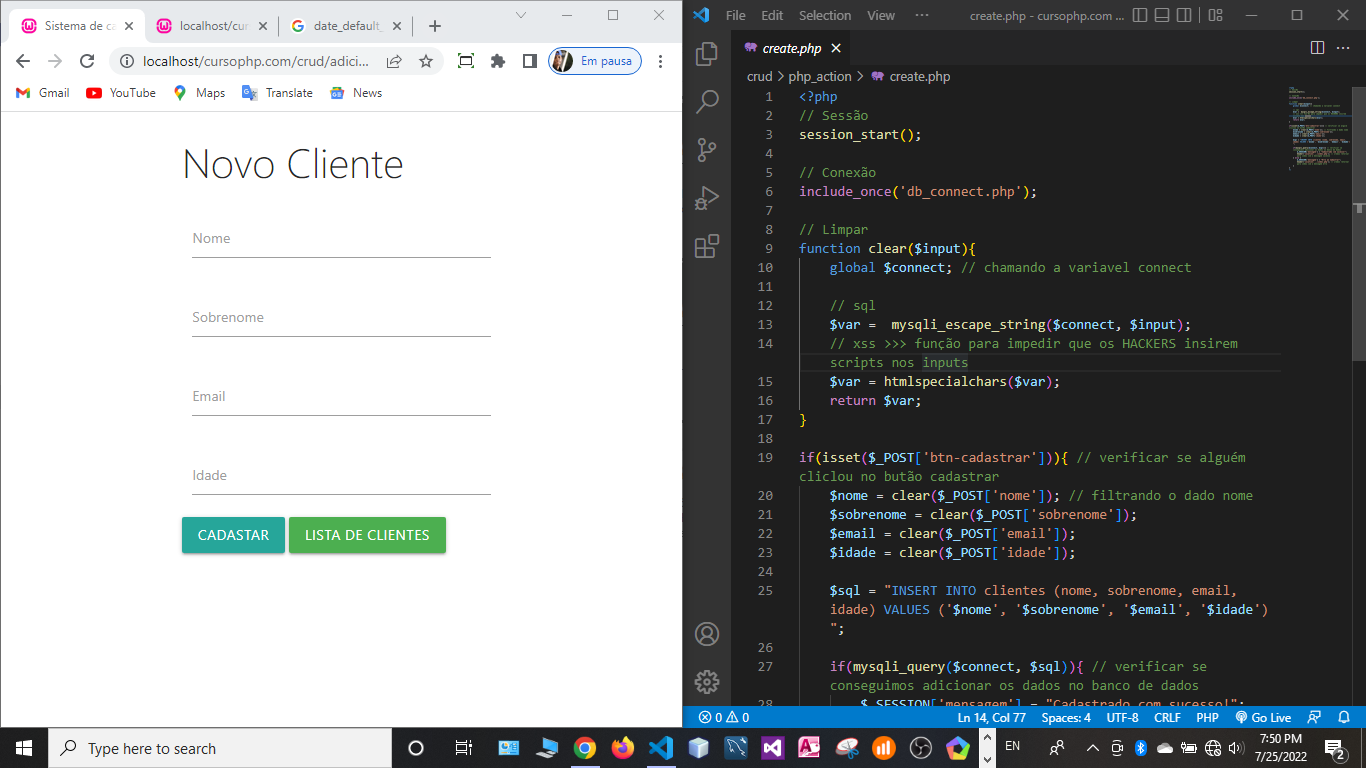 Sistema de ca
localhost/cur
date_default_
localhost/cursophp.com/crud/adici...
Em pausa
Gmail
YouTube
Maps
Translate
News
Novo Cliente
Nome
Sobrenome
Email
Idade
CADASTAR
LISTA DE CLIENTES
File Edit Selection View ···
create.php - cursophp.com ...
create.php
crud > php_action > create.php
1 <?php
2 // Sessão
3 session_start();
4
5 // Conexão
6 include_once('db_connect.php');
7
8 // Limpar
9 function clear($input){
10 global $connect; // chamando a variavel connect
11
12 // sql
13 $var =  mysqli_escape_string($connect, $input);
14 // xss >>> função para impedir que os HACKERS insirem
scripts nos inputs
15 $var = htmlspecialchars($var);
16 return $var;
17 }
18
19 if(isset($_POST['btn-cadastrar'])){ // verificar se alguém
cliclou no butão cadastrar
20 $nome = clear($_POST['nome']); // filtrando o dado nome
21 $sobrenome = clear($_POST['sobrenome']);
22 $email = clear($_POST['email']);
23 $idade = clear($_POST['idade']);
24
25 $sql = "INSERT INTO clientes (nome, sobrenome, email,
idade) VALUES ('$nome', '$sobrenome', '$email', '$idade')
";
26
27 if(mysqli_query($connect, $sql)){ // verificar se
conseguimos adicionar os dados no banco de dados
28 $_SESSION['mensagem'] = "Cadastrado com sucesso!";
0 0
Ln 14, Col 77 Spaces: 4 UTF-8 CRLF PHP Go Live
Type here to search
EN
7:50 PM
7/25/2022
2